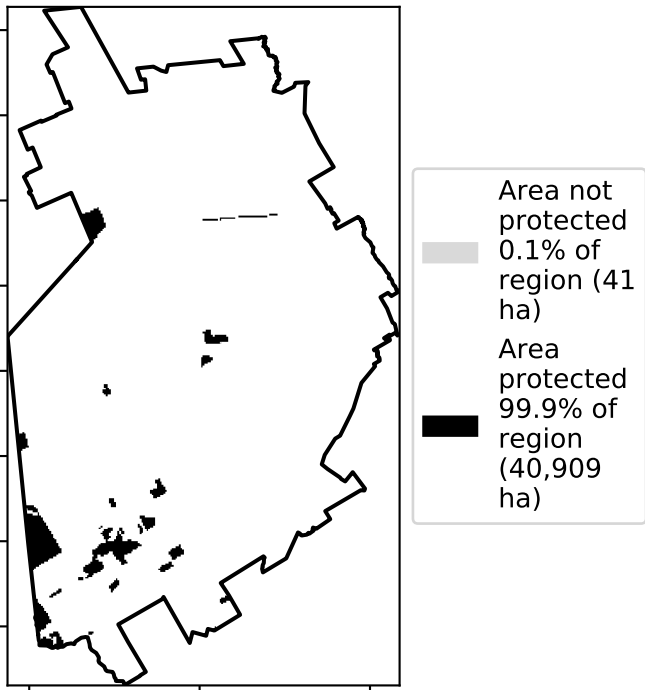 Area not
protected
0.1% of
region (41
ha)
Area
protected
99.9% of
region
(40,909
ha)